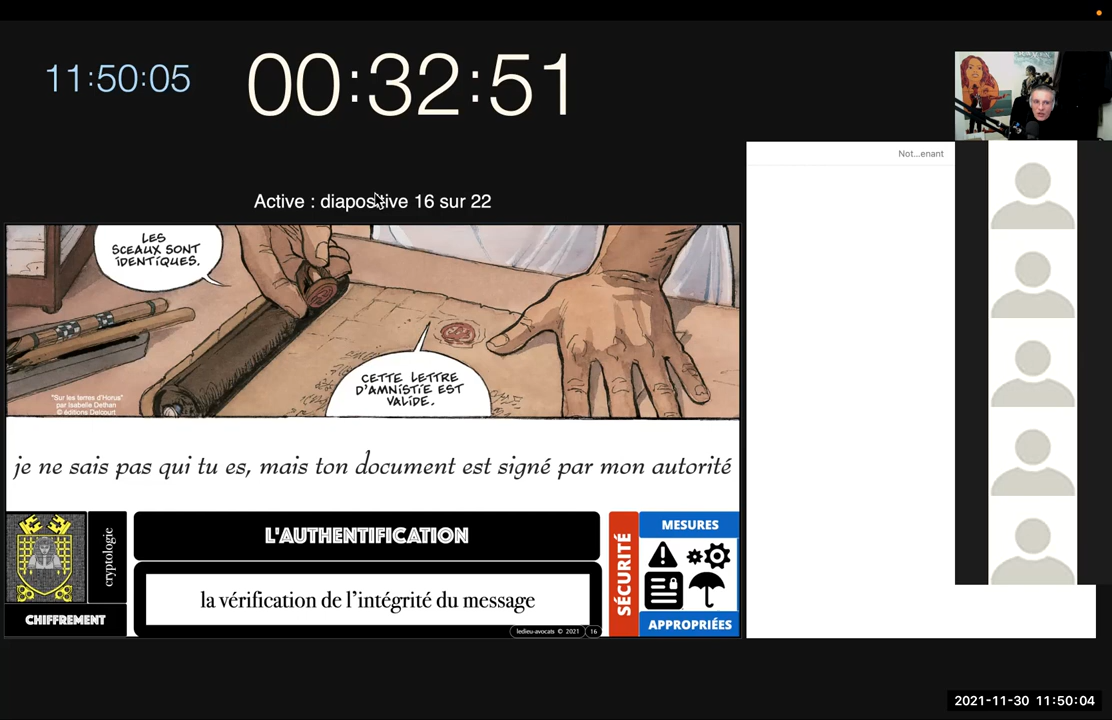 11:50:05
00:32:51
Active : diapositive 16 sur 22
Not...enant
LES
SCEAUX SONT
IDENTIQUES.
CETTE LETTRE
D'AMNISTIE EST
VALIDE.
"Sur les terres d'Horus"
par Isabelle Dethan
© éditions Delcourt
je ne sais pas qui tu es, mais ton document est signé par mon autorité
cryptologie
CHIFFREMENT
L'AUTHENTIFICATION
la vérification de l'intégrité du message
ledieu-avocats © 2021
16
SÉCURITÉ
MESURES
APPROPRIÉES
2021-11-30 11:50:04